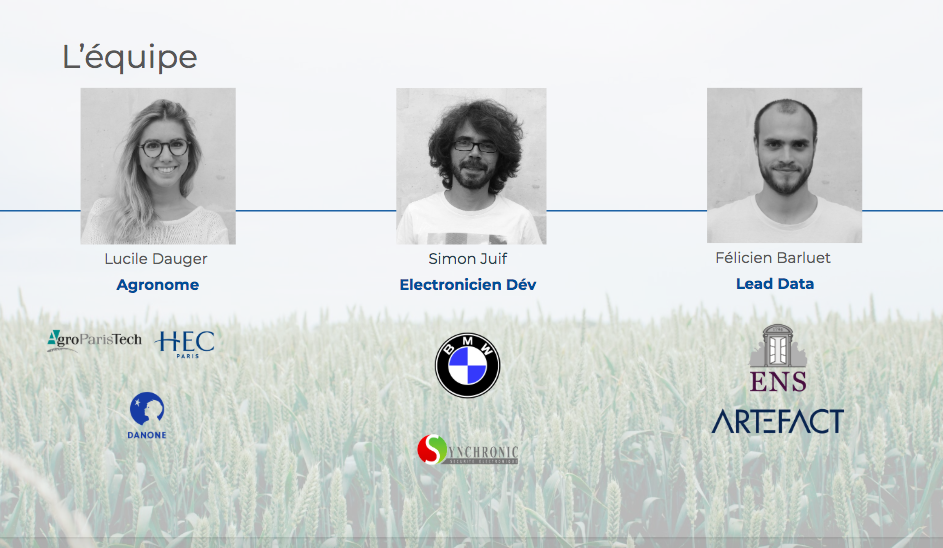 L'équipe
Lucile Dauger
Agronome
AgroParisTech
HEC
PARIS
DANONE
Simon Juif
Electronicien Dév
BMW
SYNCHRONIC
Félicien Barluet
Lead Data
ENS
ARTEFACT